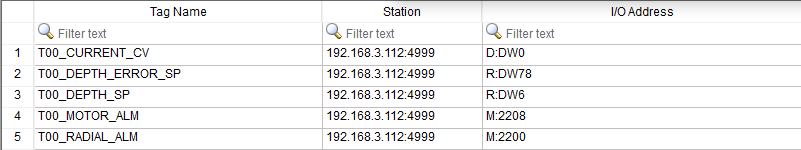 Tag Name Station I/O Address
Filter text Filter text Filter text
1 T00_CURRENT_CV 192.168.3.112:4999 D:DW0
2 T00_DEPTH_ERROR_SP 192.168.3.112:4999 R:DW78
3 T00_DEPTH_SP 192.168.3.112:4999 R:DW6
4 T00_MOTOR_ALM 192.168.3.112:4999 M:2208
5 T00_RADIAL_ALM 192.168.3.112:4999 M:2200